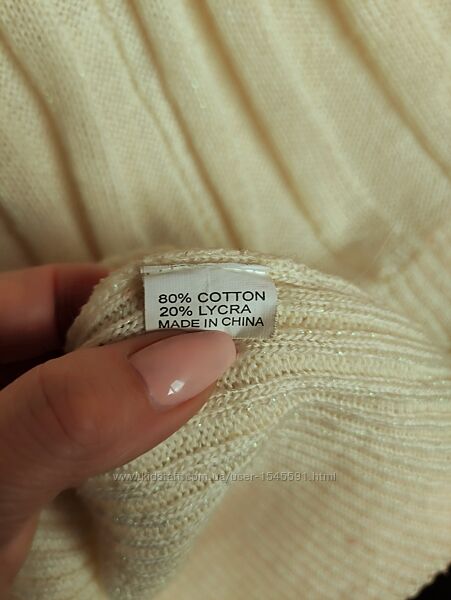 80% COTTON
20% LYCRA
MADE IN CHINA
www.kidstaff.com.ua/user-1545591.html